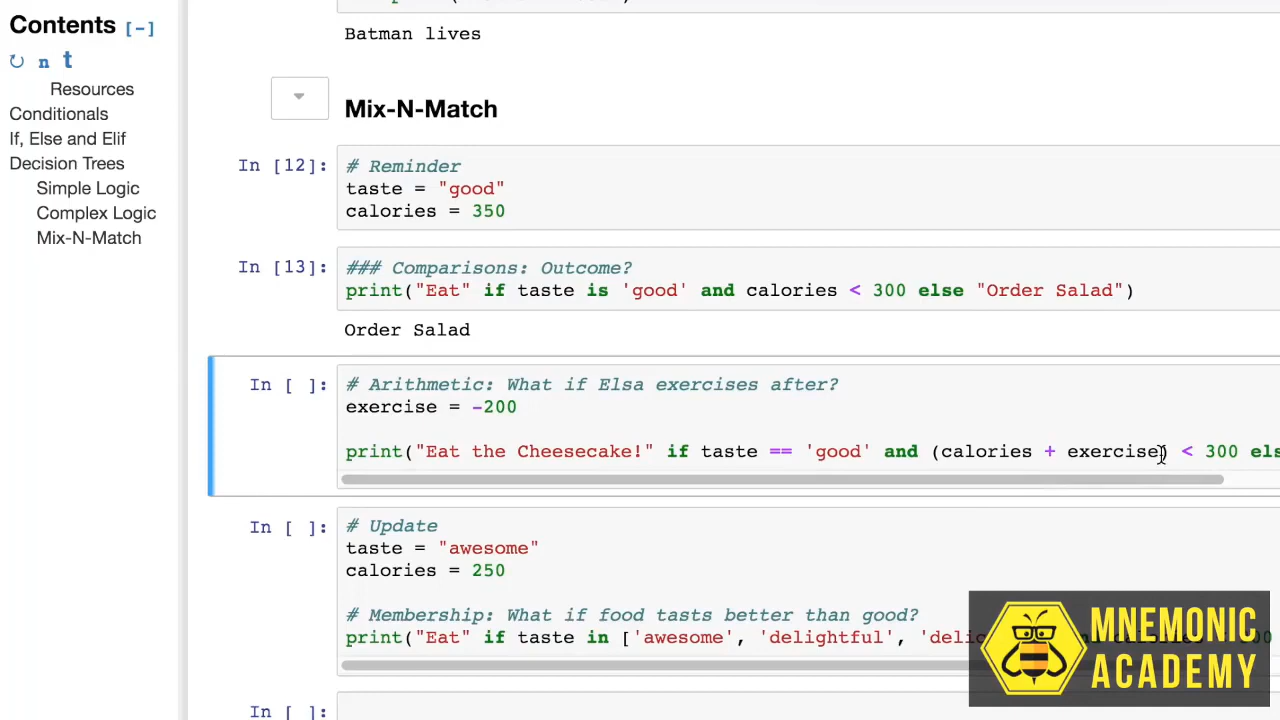 Contents [-]
n t
Resources
Conditionals
If, Else and Elif
Decision Trees
Simple Logic
Complex Logic
Mix-N-Match
Batman lives
Mix-N-Match
In [12]:
# Reminder
taste = "good"
calories = 350
In [13]:
### Comparisons: Outcome?
print("Eat" if taste is 'good' and calories < 300 else "Order Salad")
Order Salad
In [ ]:
# Arithmetic: What if Elsa exercises after?
exercise = -200
print("Eat the Cheesecake!" if taste == 'good' and (calories + exercise) < 300 els
In [ ]:
# Update
taste = "awesome"
calories = 250
# Membership: What if food tastes better than good?
print("Eat" if taste in ['awesome', 'delightful',
In [ ]:
MNEMONIC
ACADEMY